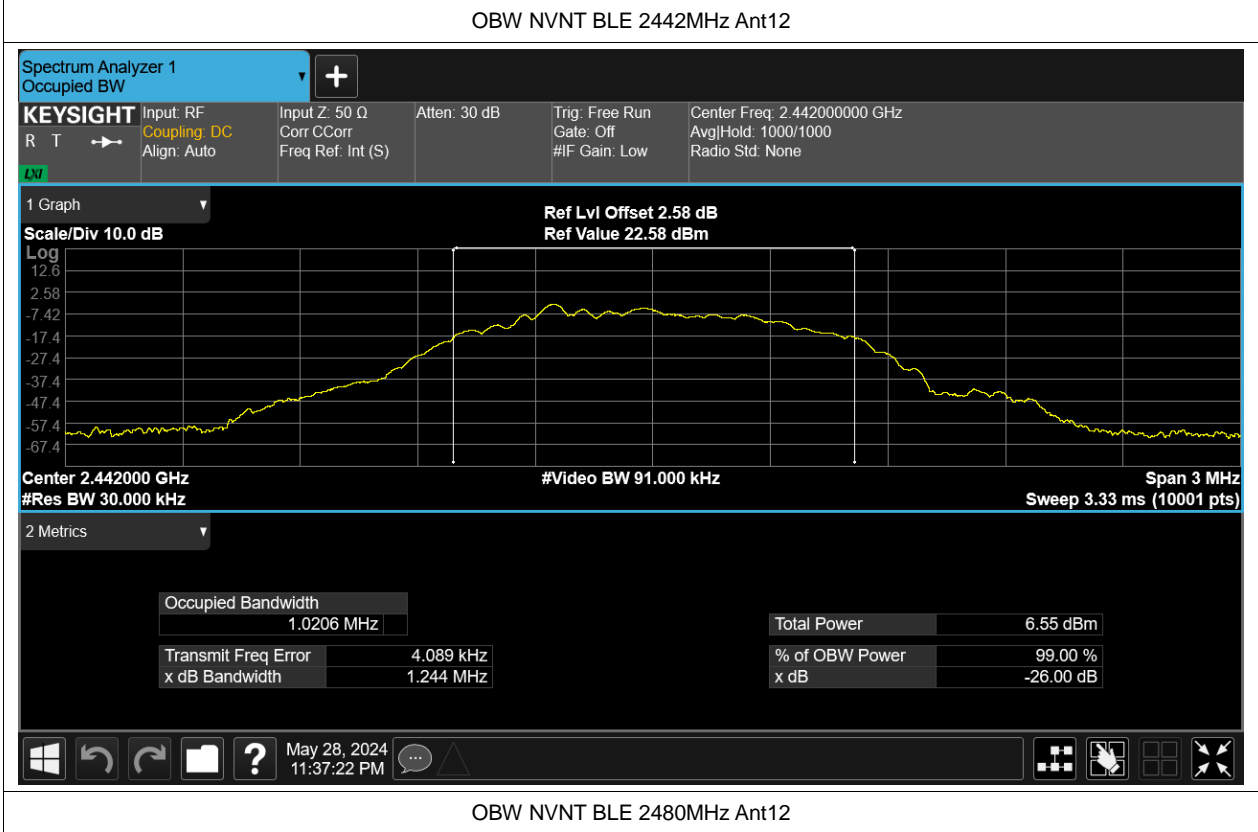 OBW NVNT BLE 2442MHz Ant12
Spectrum Analyzer 1
Occupied BW
KEYSIGHT
R T
LXI
Input: RF
Coupling: DC
Align: Auto
Input Z: 50 Ω
Corr CCorr
Freq Ref: Int (S)
Atten: 30 dB
Trig: Free Run
Gate: Off
#IF Gain: Low
Center Freq: 2.442000000 GHz
Avg|Hold: 1000/1000
Radio Std: None
1 Graph
Scale/Div 10.0 dB
Ref Lvl Offset 2.58 dB
Ref Value 22.58 dBm
Log
12.6
2.58
-7.42
-17.4
-27.4
-37.4
-47.4
-57.4
-67.4
Center 2.442000 GHz
#Video BW 91.000 kHz
Span 3 MHz
#Res BW 30.000 kHz
Sweep 3.33 ms (10001 pts)
2 Metrics
Occupied Bandwidth
1.0206 MHz
Total Power 6.55 dBm
Transmit Freq Error 4.089 kHz
% of OBW Power 99.00 %
x dB Bandwidth 1.244 MHz
x dB -26.00 dB
?
May 28, 2024
11:37:22 PM
OBW NVNT BLE 2480MHz Ant12